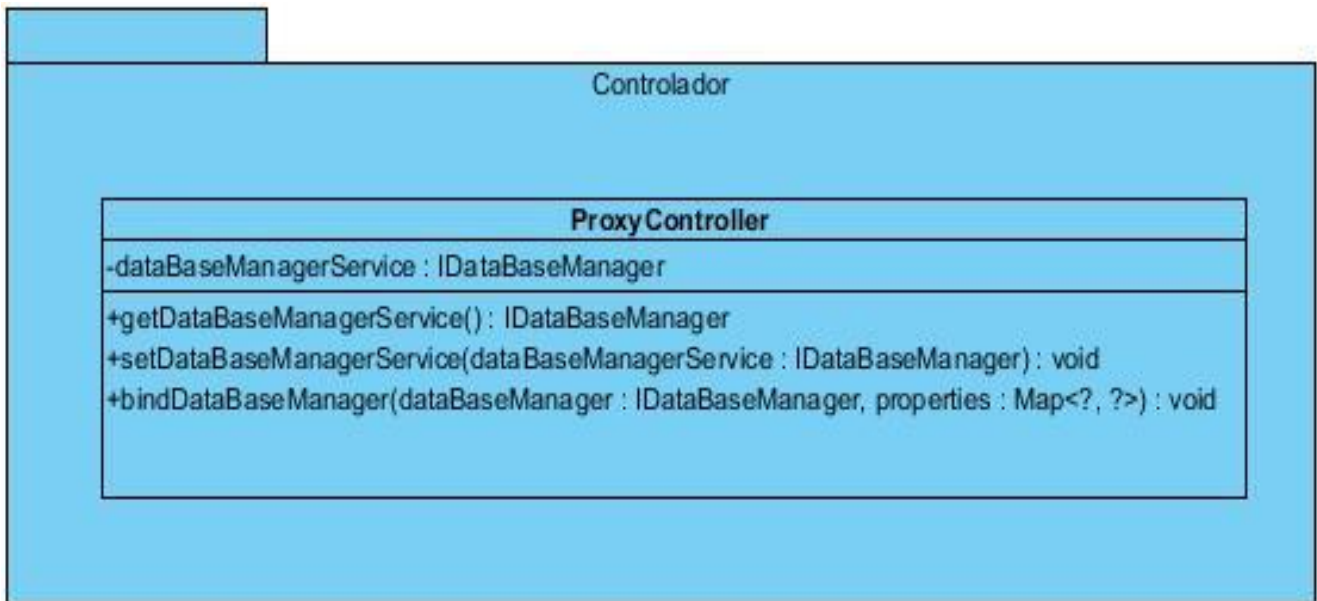 Controlador
ProxyController
-dataBaseManagerService : IDataBaseManager
+getDataBaseManagerService() : IDataBaseManager
+setDataBaseManagerService(dataBaseManagerService : IDataBaseManager) : void
+bindDataBaseManager(dataBaseManager : IDataBaseManager, properties : Map<?, ?>) : void